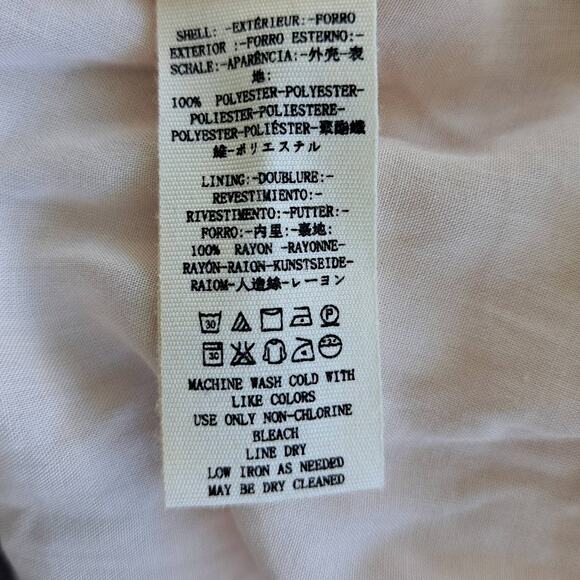 SHELL: -EXTÉRIEUR:-FORRO
EXTERIOR :-FORRO ESTERNO:-
SCHALE:-APARÊNCIA:-外壳-表
地:
100% POLYESTER-POLYESTER-
POLIESTER-POLIESTERE-
POLYESTER-POLIÉSTER-聚酯纖
維-ポリエステル
LINING:-DOUBLURE:-
REVESTIMIENTO:-
RIVESTIMENTO:-FUTTER:-
FORRO:-内里:-裏地:
100% RAYON -RAYONNE-
RAYÓN-RAION-KUNSTSEIDE-
RAIOM-人造絲-レーヨン
30 P
30
MACHINE WASH COLD WITH
LIKE COLORS
USE ONLY NON-CHLORINE
BLEACH
LINE DRY
LOW IRON AS NEEDED
MAY BE DRY CLEANED